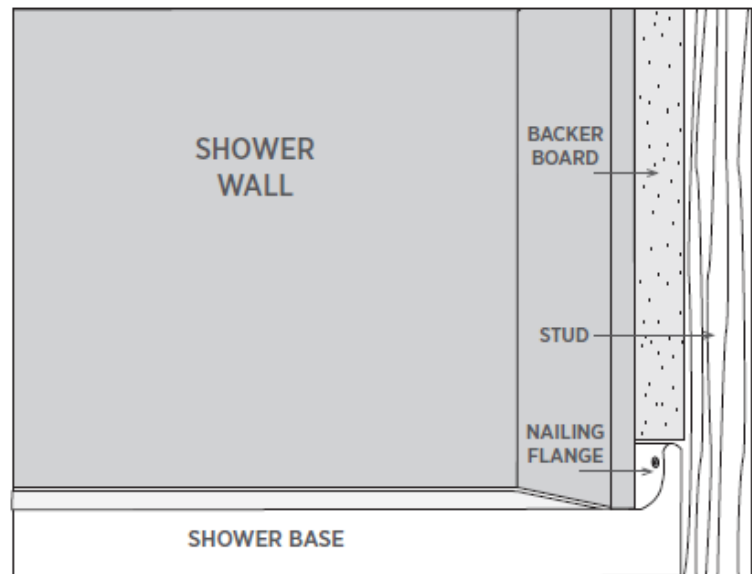 SHOWER
WALL
BACKER
BOARD
STUD
NAILING
FLANGE
SHOWER BASE